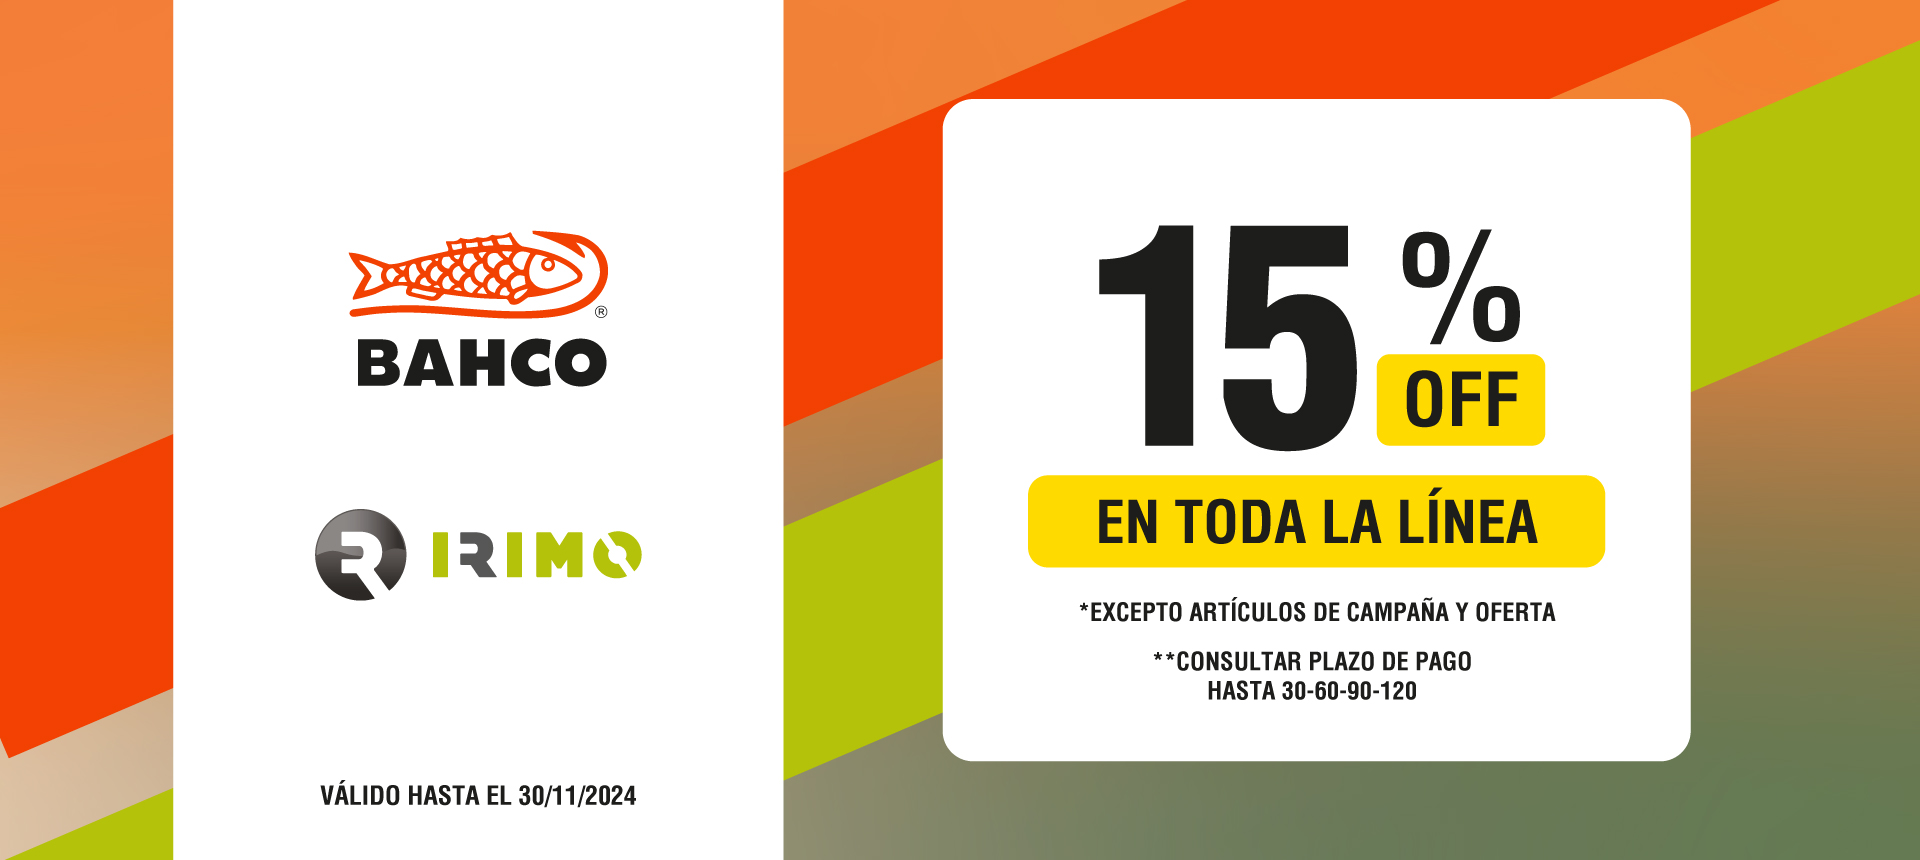 ®
BAHCO
R IRIMO
VÁLIDO HASTA EL 30/11/2024
15%
OFF
EN TODA LA LÍNEA
*EXCEPTO ARTÍCULOS DE CAMPAÑA Y OFERTA
**CONSULTAR PLAZO DE PAGO
HASTA 30-60-90-120